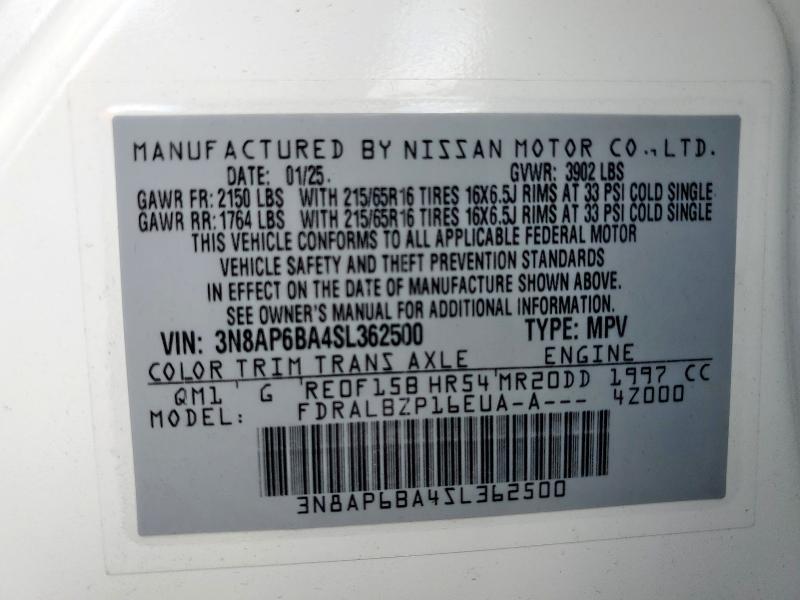 MANUFACTURED BY NISSAN MOTOR CO.,LTD.
DATE: 01/25. GVWR: 3902 LBS
GAWR FR: 2150 LBS WITH 215/65R16 TIRES 16X6.5J RIMS AT 33 PSI COLD SINGLE
GAWR RR: 1764 LBS WITH 215/65R16 TIRES 16X6.5J RIMS AT 33 PSI COLD SINGLE
THIS VEHICLE CONFORMS TO ALL APPLICABLE FEDERAL MOTOR
VEHICLE SAFETY AND THEFT PREVENTION STANDARDS
IN EFFECT ON THE DATE OF MANUFACTURE SHOWN ABOVE.
SEE OWNER'S MANUAL FOR ADDITIONAL INFORMATION.
VIN: 3N8AP6BA4SL362500 TYPE: MPV
COLOR TRIM TRANS AXLE ENGINE
QM1 G RE0F15B HR54 MR20DD 1997 CC
MODEL: FDRALBZP16EUA-A--- 4Z000
3N8AP6BA4SL362500